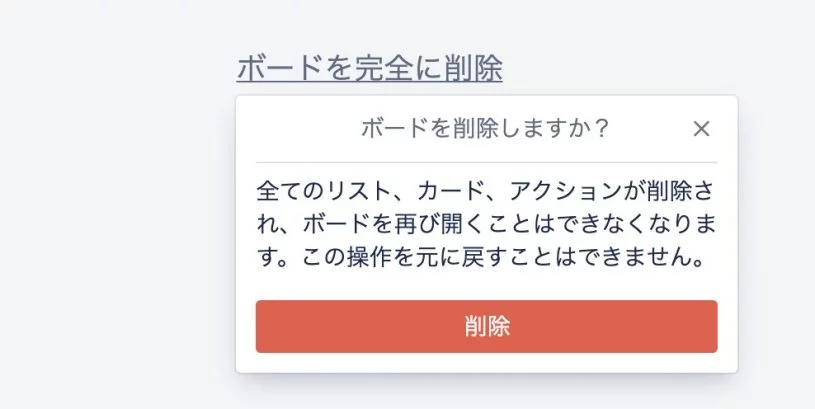 ボードを完全に削除
ボードを削除しますか？
全てのリスト、カード、アクションが削除さ
れ、ボードを再び開くことはできなくなりま
す。この操作を元に戻すことはできません。
削除